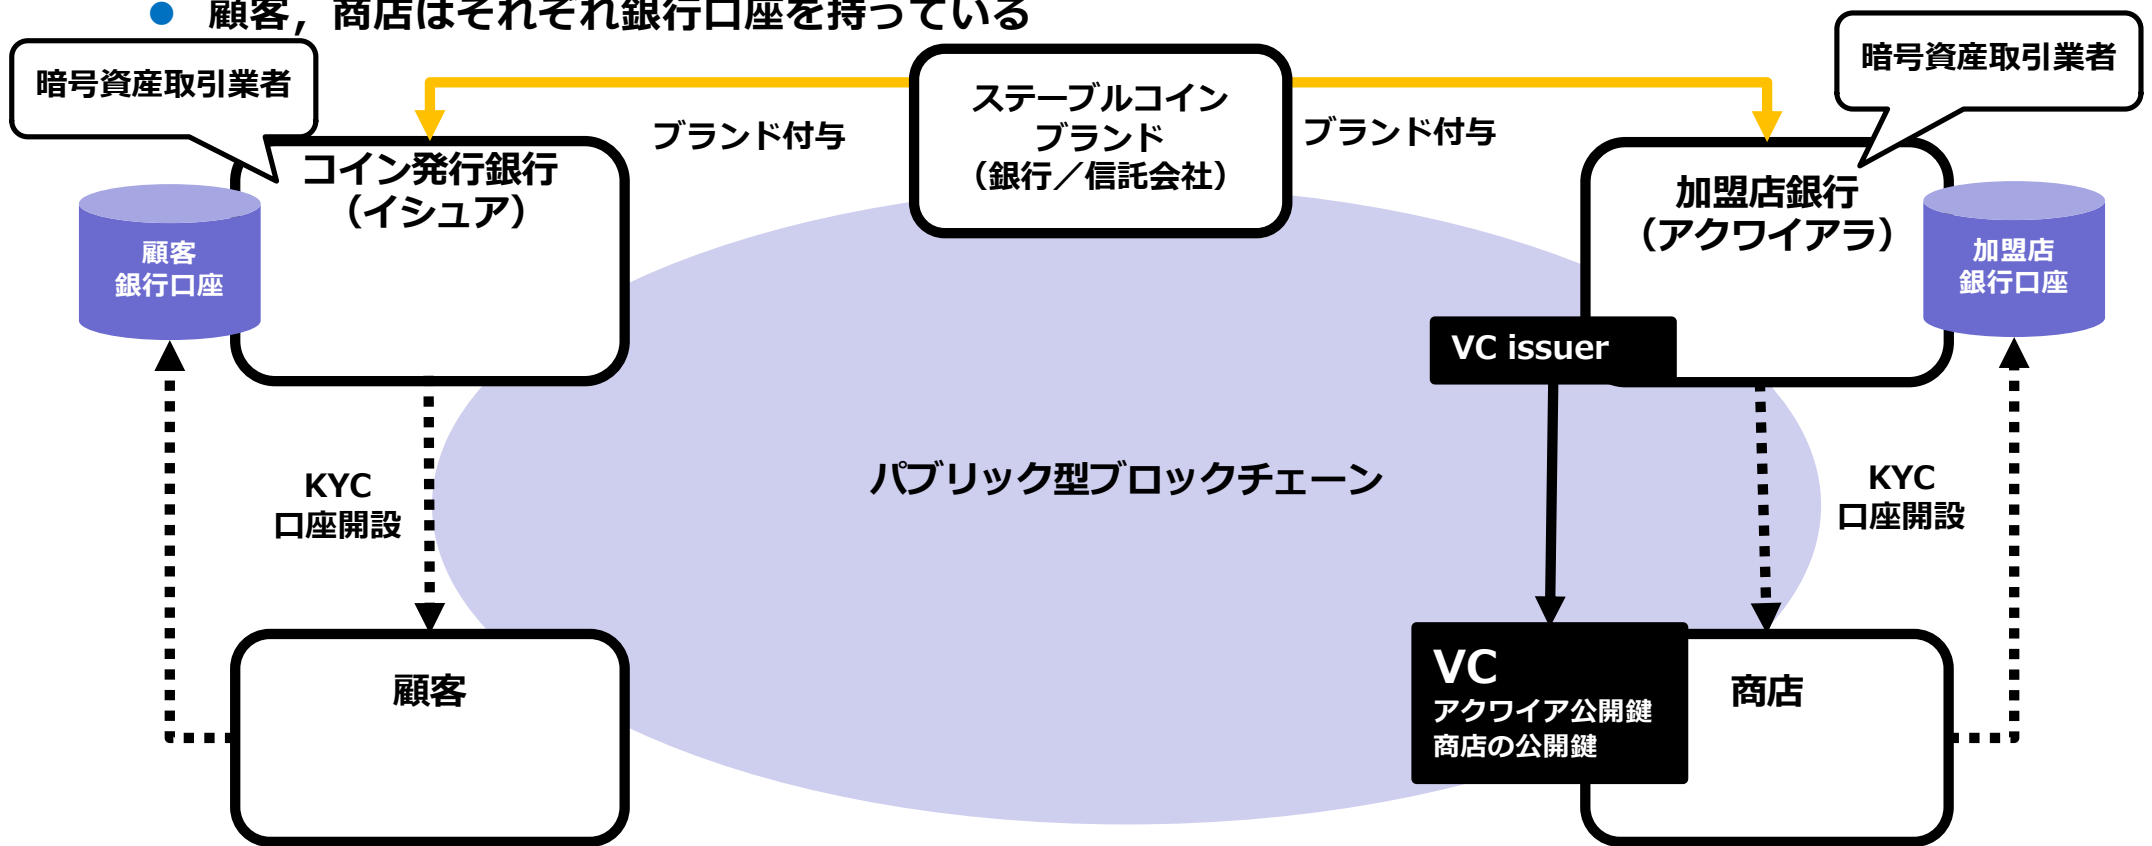 顧客，商店はそれぞれ銀行口座を持っている
暗号資産取引業者
暗号資産取引業者
ステーブルコイン
ブランド
（銀行／信託会社）
ブランド付与
ブランド付与
コイン発行銀行
（イシュア）
加盟店銀行
（アクワイアラ）
顧客
銀行口座
加盟店
銀行口座
VC issuer
パブリック型ブロックチェーン
KYC
口座開設
KYC
口座開設
顧客
VC
アクワイア公開鍵
商店の公開鍵
商店